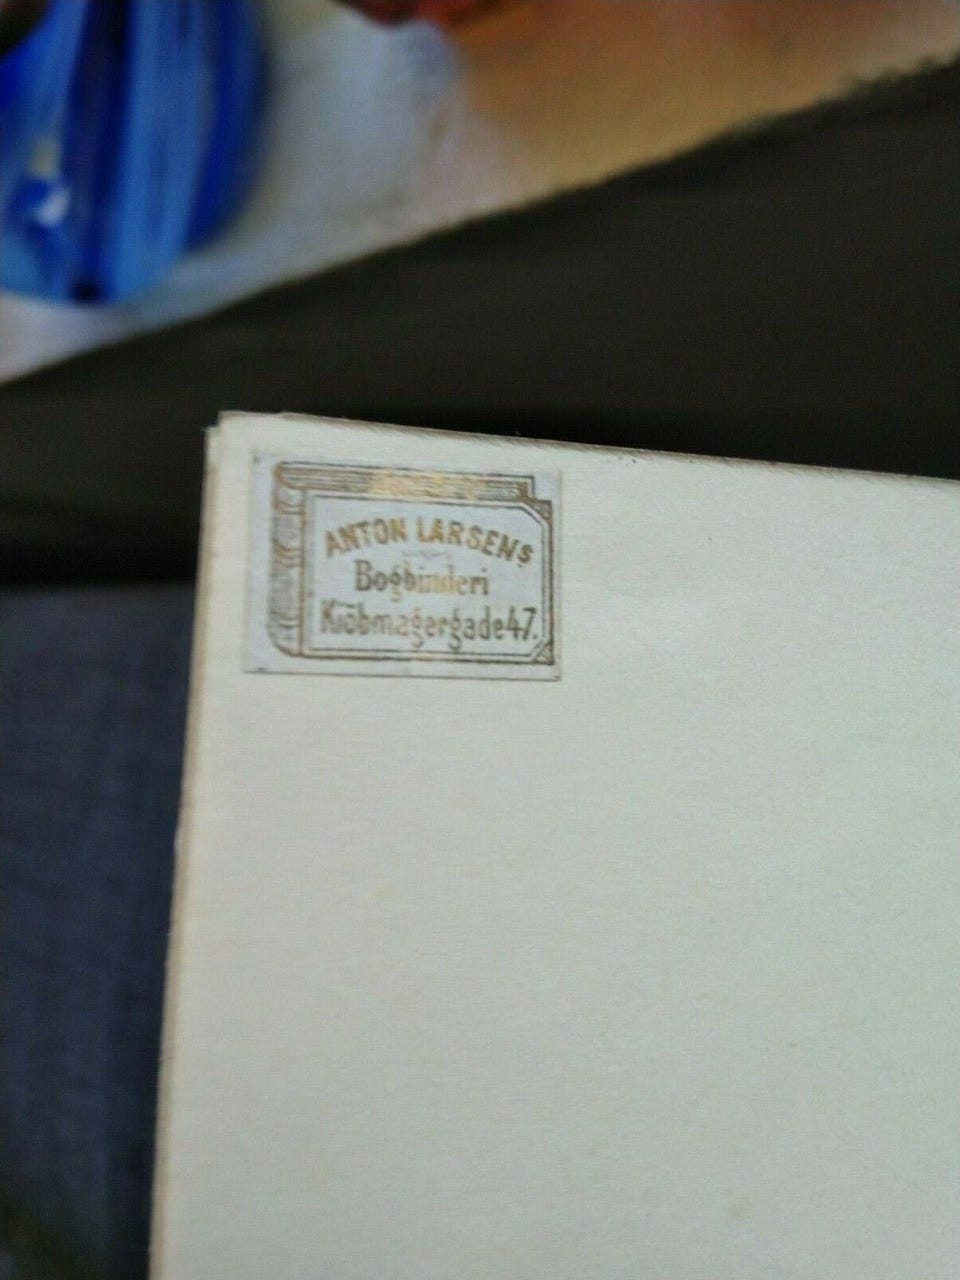 ANTON LARSENS
Bogbinderi
Kiöbmagergade 47.